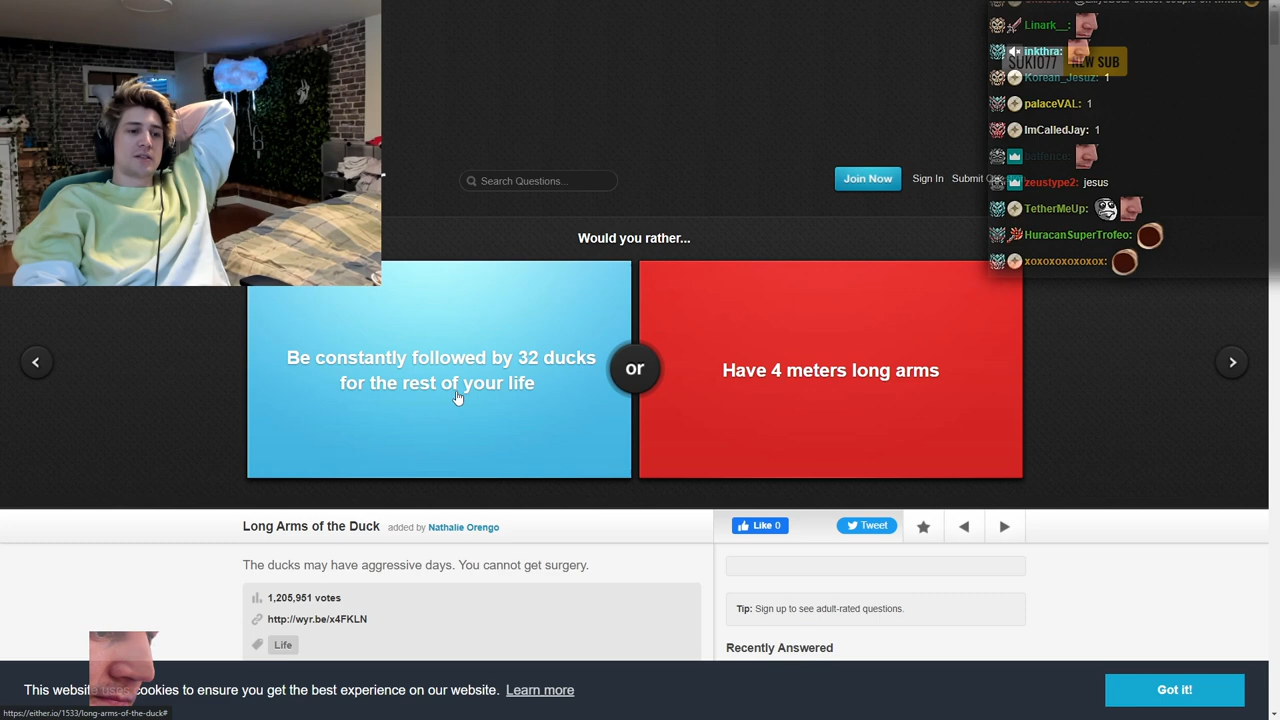 Linark__:
inkthra:
SUKI077 NEW SUB
Korean_Jesuz: 1
palaceVAL: 1
ImCalledJay: 1
zeustype2: jesus
TetherMeUp:
HuracanSuperTrofeo:
xoxoxoxoxoxox:
Search Questions...
Join Now
Sign In
Submit
Would you rather...
Be constantly followed by 32 ducks
for the rest of your life
or
Have 4 meters long arms
Long Arms of the Duck added by Nathalie Orengo
Like 0
Tweet
The ducks may have aggressive days. You cannot get surgery.
1,205,951 votes
http://wyr.be/x4FKLN
Life
Tip: Sign up to see adult-rated questions.
Recently Answered
This website uses cookies to ensure you get the best experience on our website. Learn more
Got it!
https://either.io/1533/long-arms-of-the-duck#